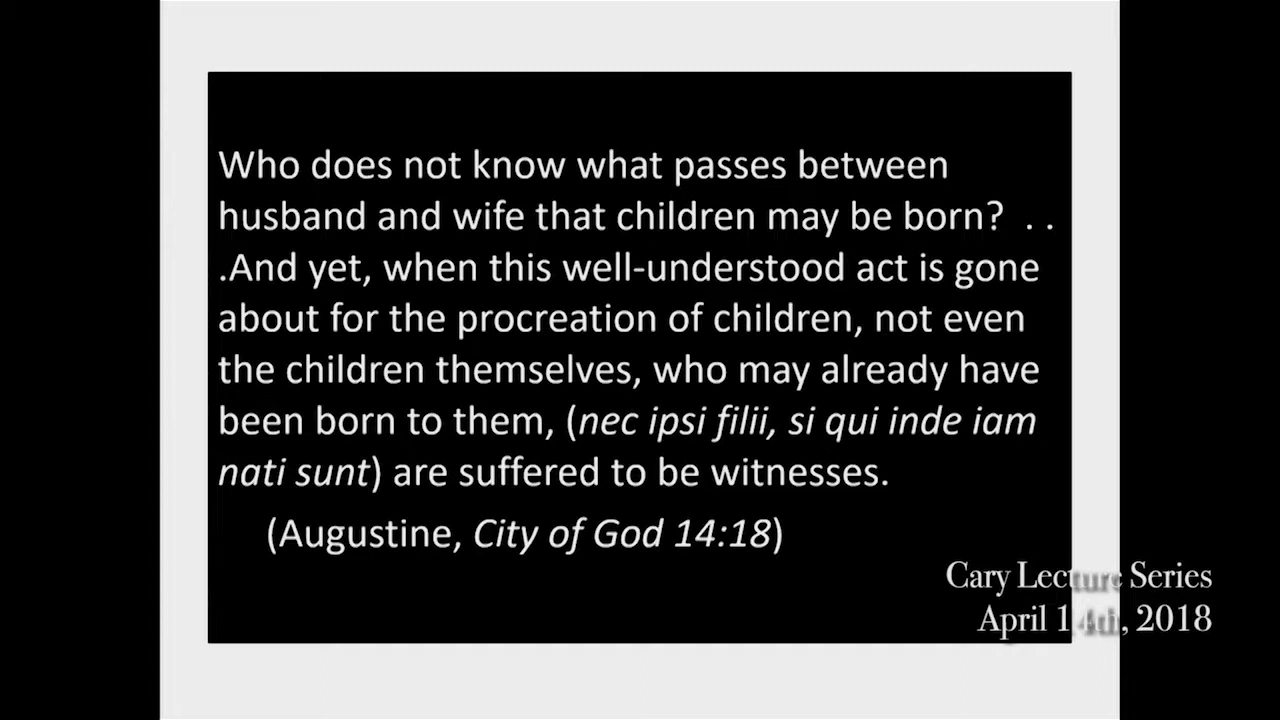 Who does not know what passes between
husband and wife that children may be born?  . .
.And yet, when this well-understood act is gone
about for the procreation of children, not even
the children themselves, who may already have
been born to them, (nec ipsi filii, si qui inde iam
nati sunt) are suffered to be witnesses.
(Augustine, City of God 14:18)
Cary Lecture Series
April 14th, 2018